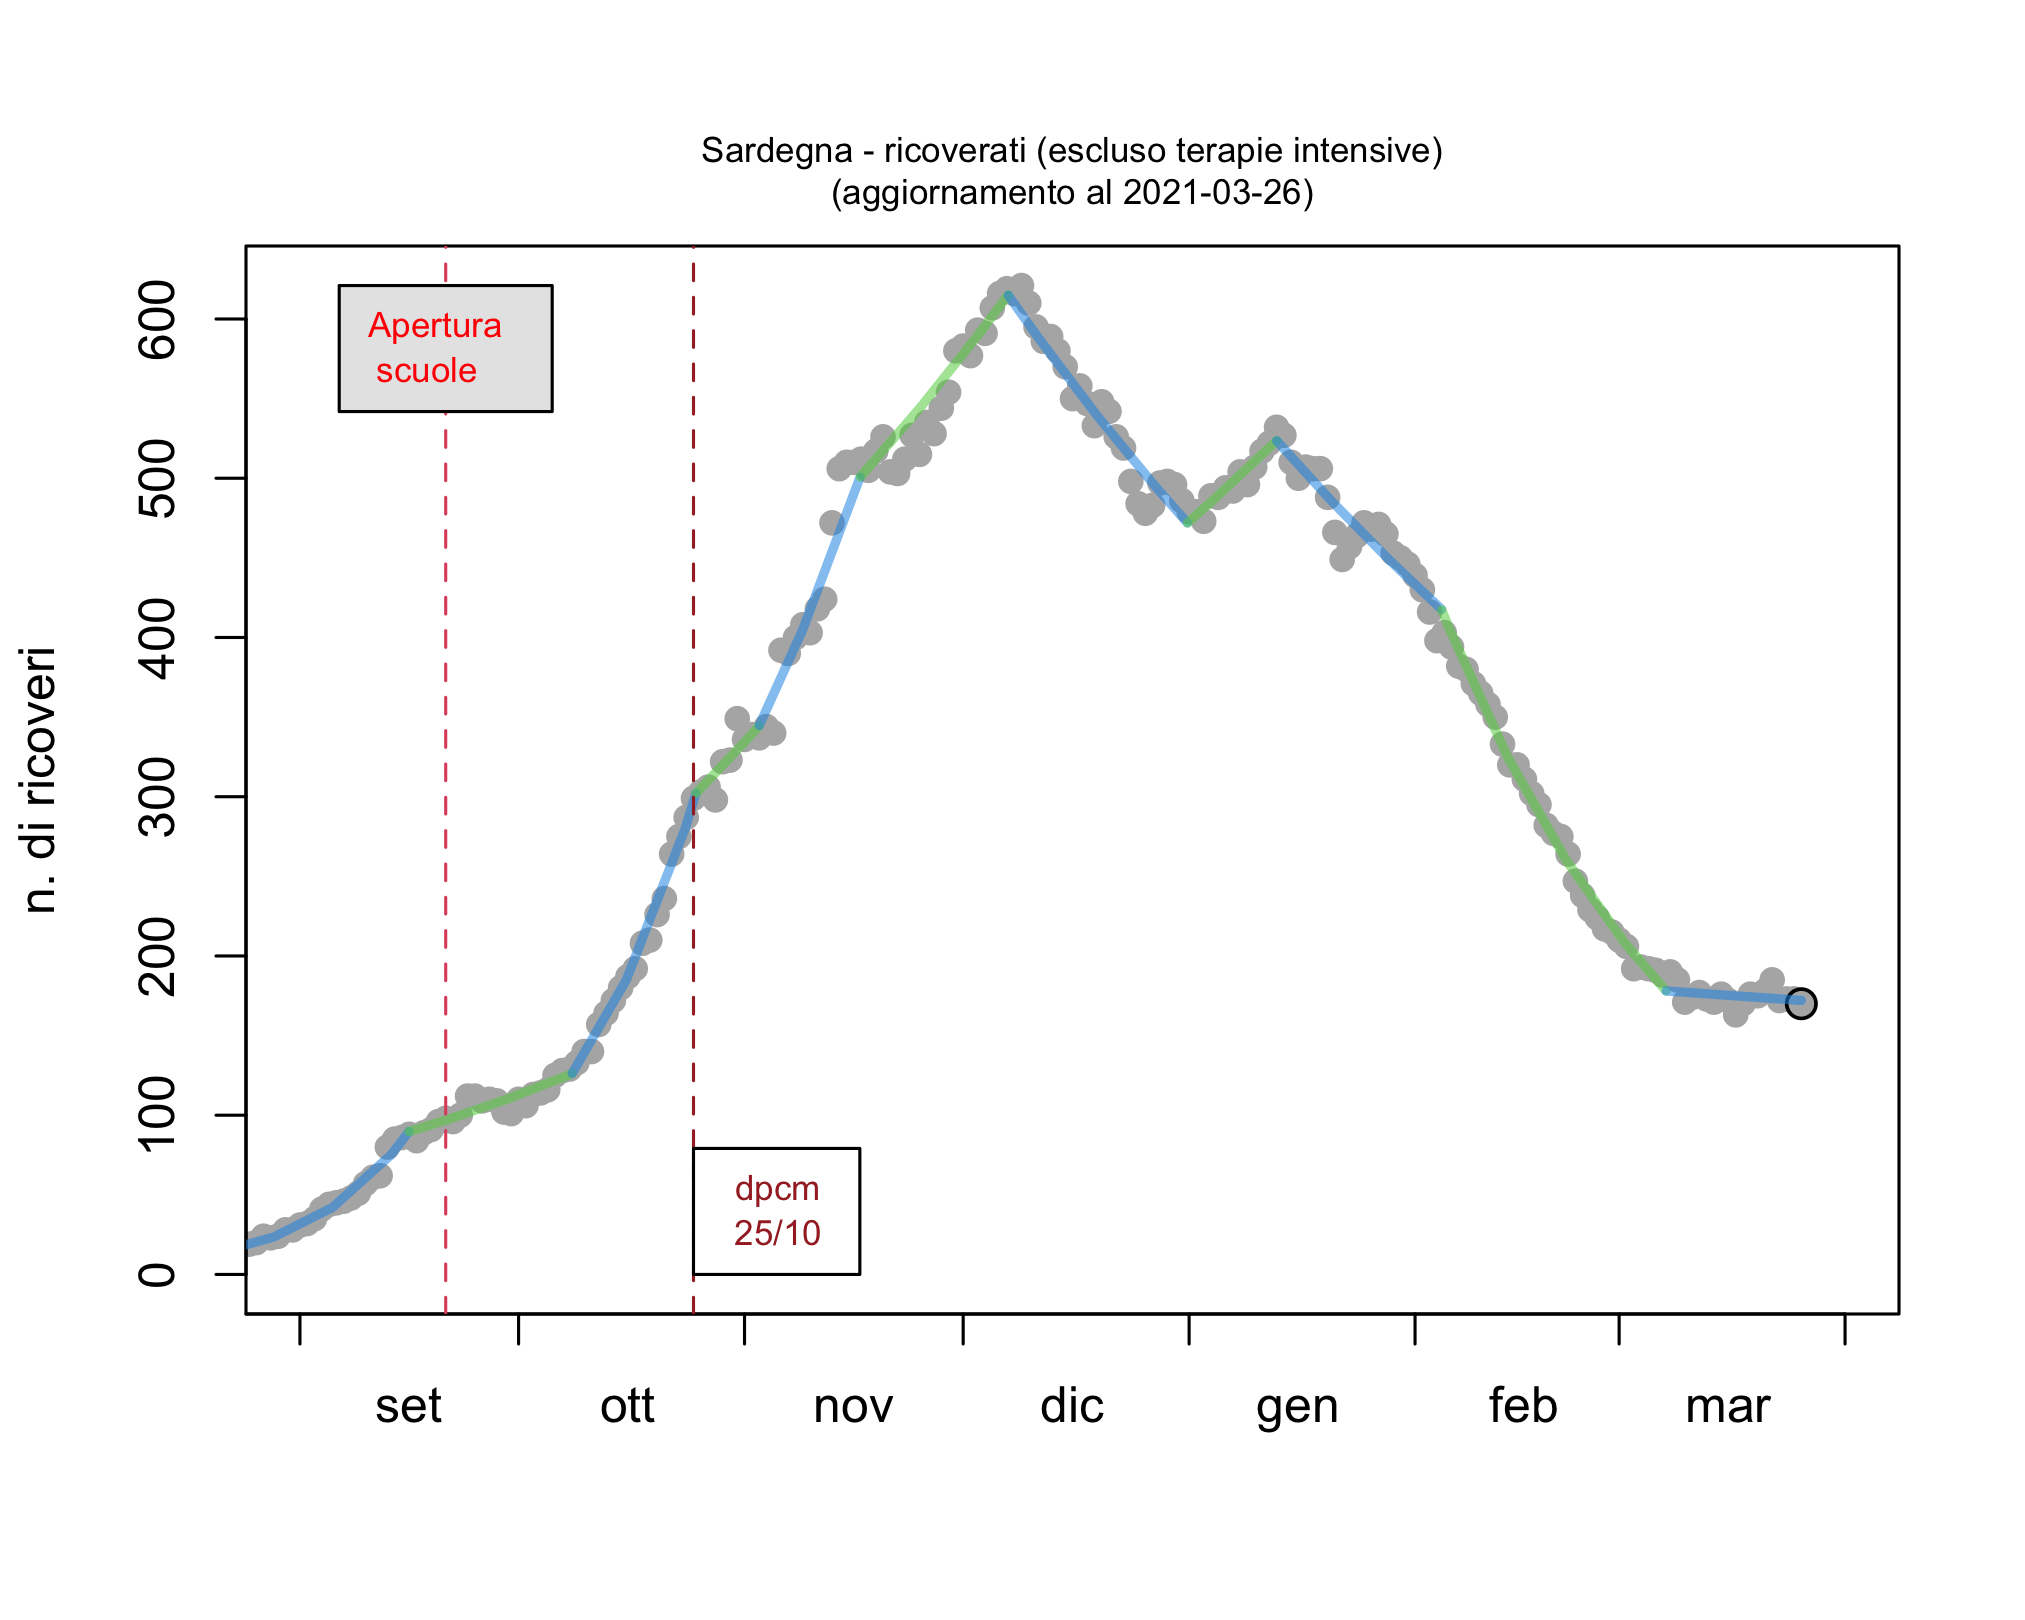 Sardegna - ricoverati (escluso terapie intensive)
(aggiornamento al 2021-03-26)
n. di ricoveri
600
500
400
300
200
100
0
Apertura
scuole
dpcm
25/10
set
ott
nov
dic
gen
feb
mar